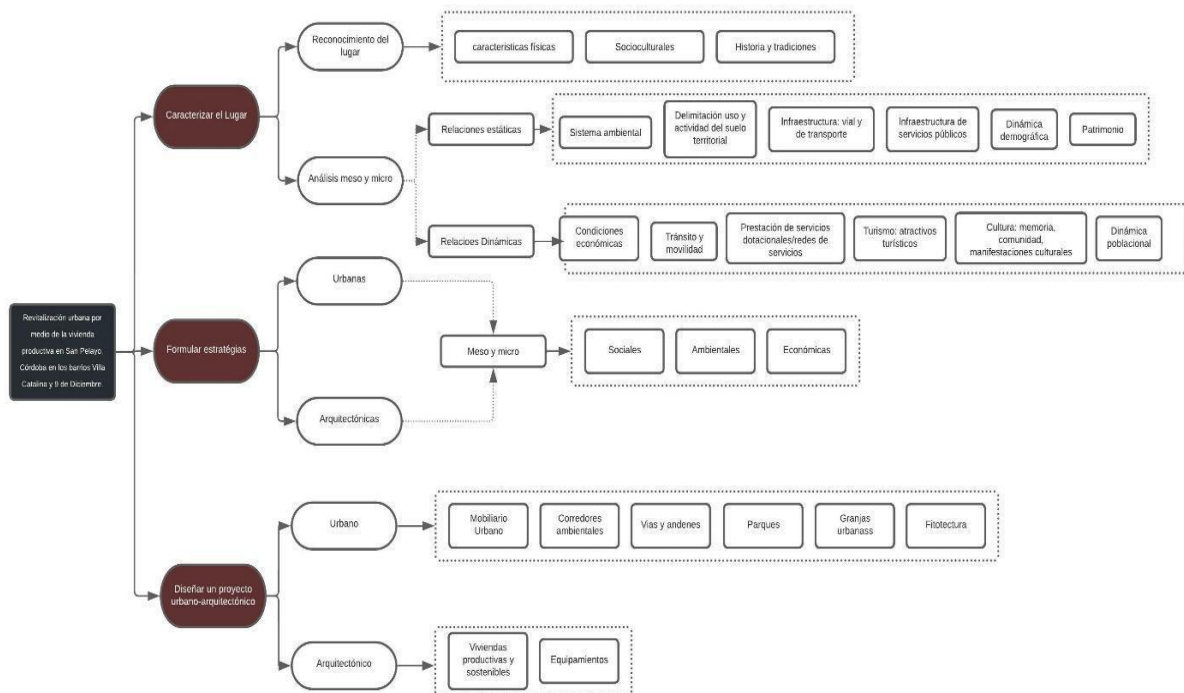 Revitalización urbana por
medio de la vivienda
productiva en San Pelayo,
Córdoba en los barrios Villa
Catalina y 9 de Diciembre.
Caracterizar el Lugar
Reconocimiento del
lugar
características físicas
Socioculturales
Historia y tradiciones
Análisis meso y micro
Relaciones estáticas
Sistema ambiental
Delimitación uso y
actividad del suelo
territorial
Infraestructura: vial y
de transporte
Infraestructura de
servicios públicos
Dinámica
demográfica
Patrimonio
Relacioes Dinámicas
Condiciones
económicas
Tránsito y
movilidad
Prestación de servicios
dotacionales/redes de
servicios
Turismo: atractivos
turísticos
Cultura: memoria,
comunidad,
manifestaciones culturales
Dinámica
poblacional
Formular estratégias
Urbanas
Arquitectónicas
Meso y micro
Sociales
Ambientales
Económicas
Diseñar un proyecto
urbano-arquitectónico
Urbano
Mobiliario
Urbano
Corredores
ambientales
Vias y andenes
Parques
Granjas
urbanass
Fitotectura
Arquitectónico
Viviendas
productivas y
sostenibles
Equipamientos